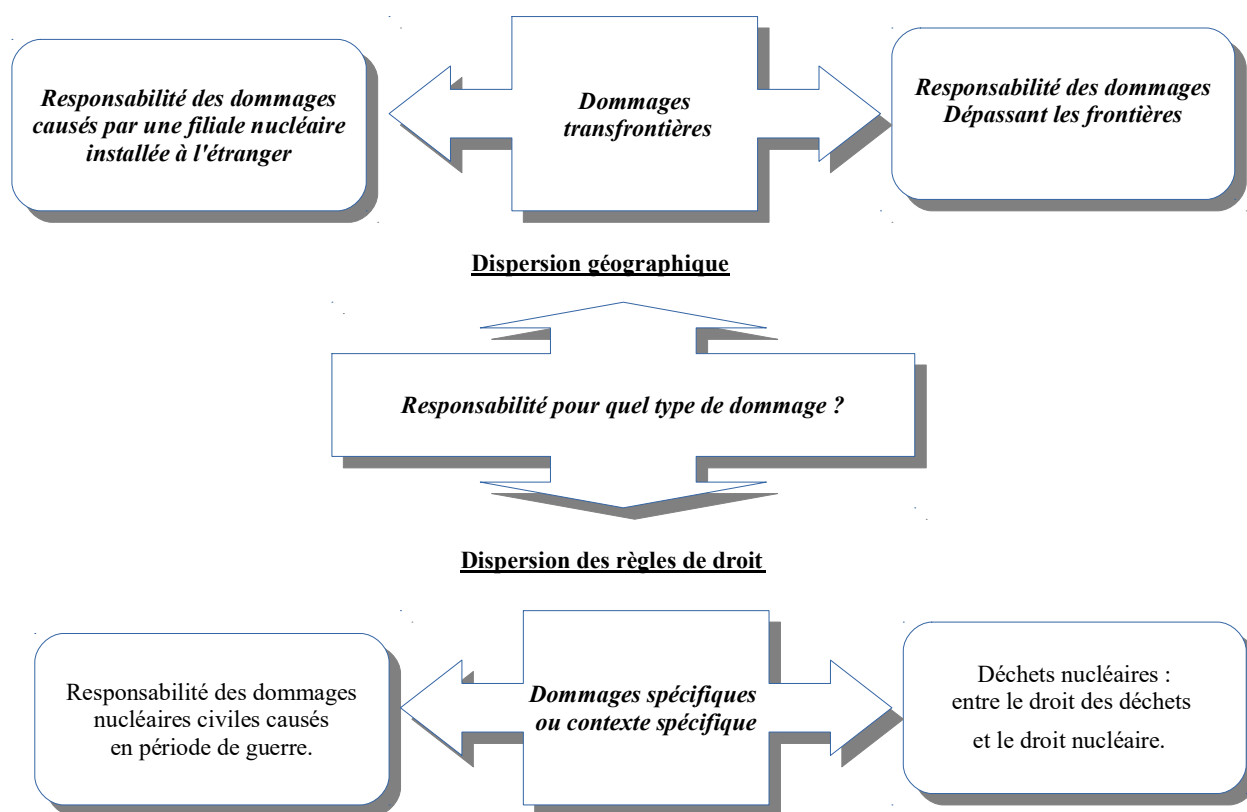 Responsabilité des dommages
causés par une filiale nucléaire
installée à l'étranger
Dommages
transfrontières
Responsabilité des dommages
Dépassant les frontières
Dispersion géographique
Responsabilité pour quel type de dommage ?
Dispersion des règles de droit
Responsabilité des dommages
nucléaires civiles causés
en période de guerre.
Dommages spécifiques
ou contexte spécifique
Déchets nucléaires :
entre le droit des déchets
et le droit nucléaire.